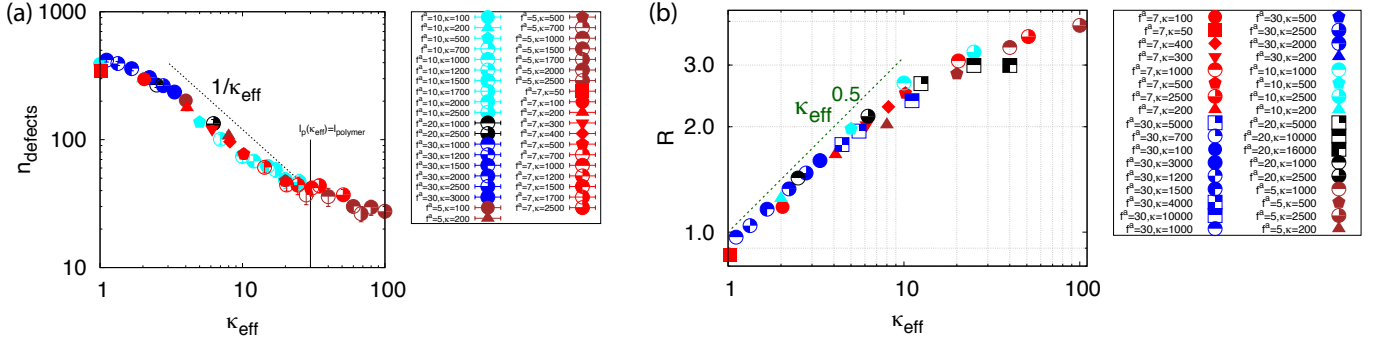 (a)
n_defects
1000
100
10
1
10
100
κ_eff
1/κ_eff
l_p(κ_eff)=l_polymer
f^a=10,κ=100
f^a=10,κ=200
f^a=10,κ=500
f^a=10,κ=700
f^a=10,κ=1000
f^a=10,κ=1200
f^a=10,κ=1500
f^a=10,κ=1700
f^a=10,κ=2000
f^a=10,κ=2500
f^a=20,κ=1000
f^a=20,κ=2500
f^a=30,κ=1000
f^a=30,κ=1200
f^a=30,κ=1500
f^a=30,κ=2000
f^a=30,κ=2500
f^a=30,κ=3000
f^a=5,κ=100
f^a=5,κ=200
f^a=5,κ=500
f^a=5,κ=700
f^a=5,κ=1000
f^a=5,κ=1500
f^a=5,κ=2000
f^a=5,κ=2500
f^a=7,κ=50
f^a=7,κ=100
f^a=7,κ=300
f^a=7,κ=400
f^a=7,κ=500
f^a=7,κ=700
f^a=7,κ=1000
f^a=7,κ=1200
f^a=7,κ=1500
f^a=7,κ=1700
f^a=7,κ=2500
(b)
R
3.0
2.0
1.0
1
10
100
κ_eff
κ_eff^0.5
f^a=7,κ=100
f^a=7,κ=50
f^a=7,κ=400
f^a=7,κ=300
f^a=7,κ=1000
f^a=7,κ=500
f^a=7,κ=2500
f^a=7,κ=200
f^a=30,κ=5000
f^a=30,κ=700
f^a=30,κ=100
f^a=30,κ=3000
f^a=30,κ=1200
f^a=30,κ=1500
f^a=30,κ=4000
f^a=30,κ=10000
f^a=30,κ=1000
f^a=30,κ=500
f^a=30,κ=2500
f^a=30,κ=2000
f^a=30,κ=200
f^a=10,κ=1000
f^a=10,κ=500
f^a=10,κ=2500
f^a=10,κ=200
f^a=20,κ=5000
f^a=20,κ=10000
f^a=20,κ=16000
f^a=20,κ=1000
f^a=20,κ=2500
f^a=5,κ=1000
f^a=5,κ=500
f^a=5,κ=2500
f^a=5,κ=200